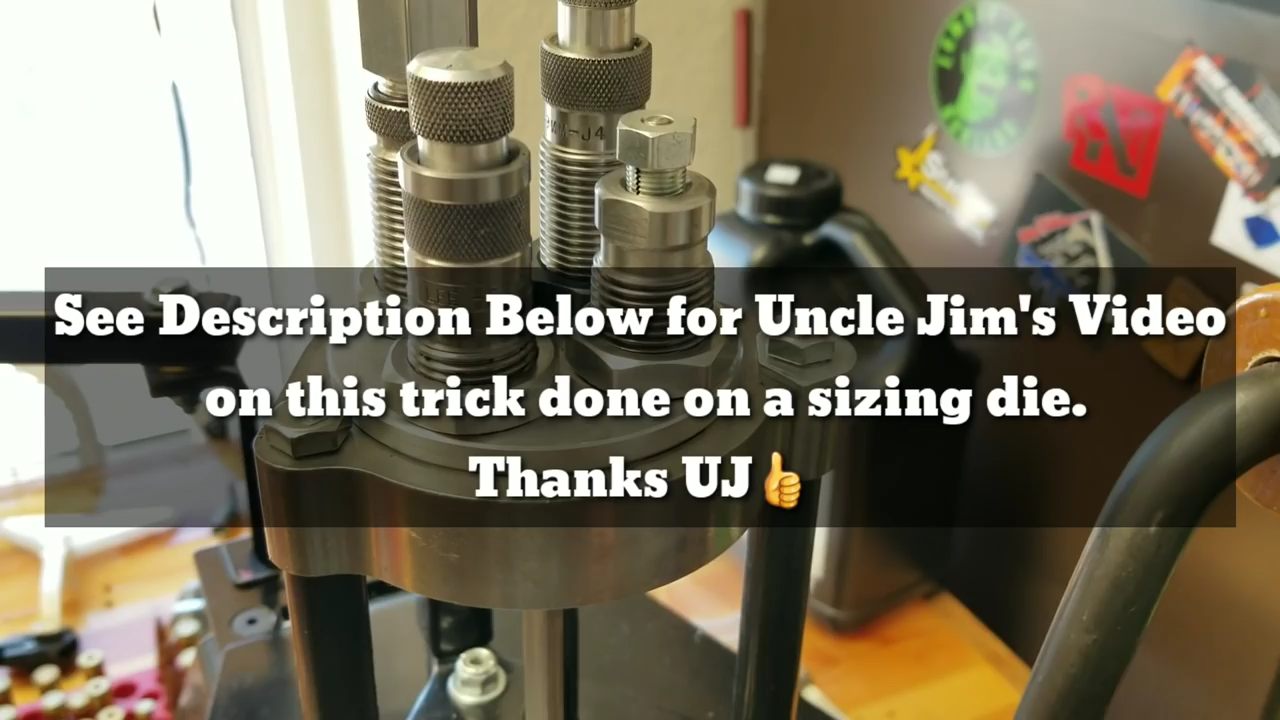 See Description Below for Uncle Jim's Video
on this trick done on a sizing die.
Thanks UJ👍